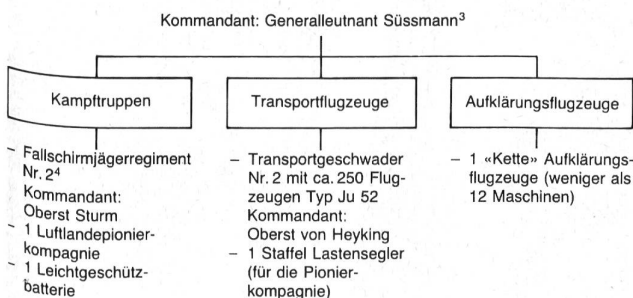 Kommandant: Generalleutnant Süssmann³
Kampftruppen
– Fallschirmjägerregiment
Nr. 2⁴
Kommandant:
Oberst Sturm
– 1 Luftlandepionier-
kompagnie
– 1 Leichtgeschütz-
batterie
Transportflugzeuge
– Transportgeschwader
Nr. 2 mit ca. 250 Flug-
zeugen Typ Ju 52
Kommandant:
Oberst von Heyking
– 1 Staffel Lastensegler
(für die Pionier-
kompagnie)
Aufklärungsflugzeuge
– 1 «Kette» Aufklärungs-
flugzeuge (weniger als
12 Maschinen)